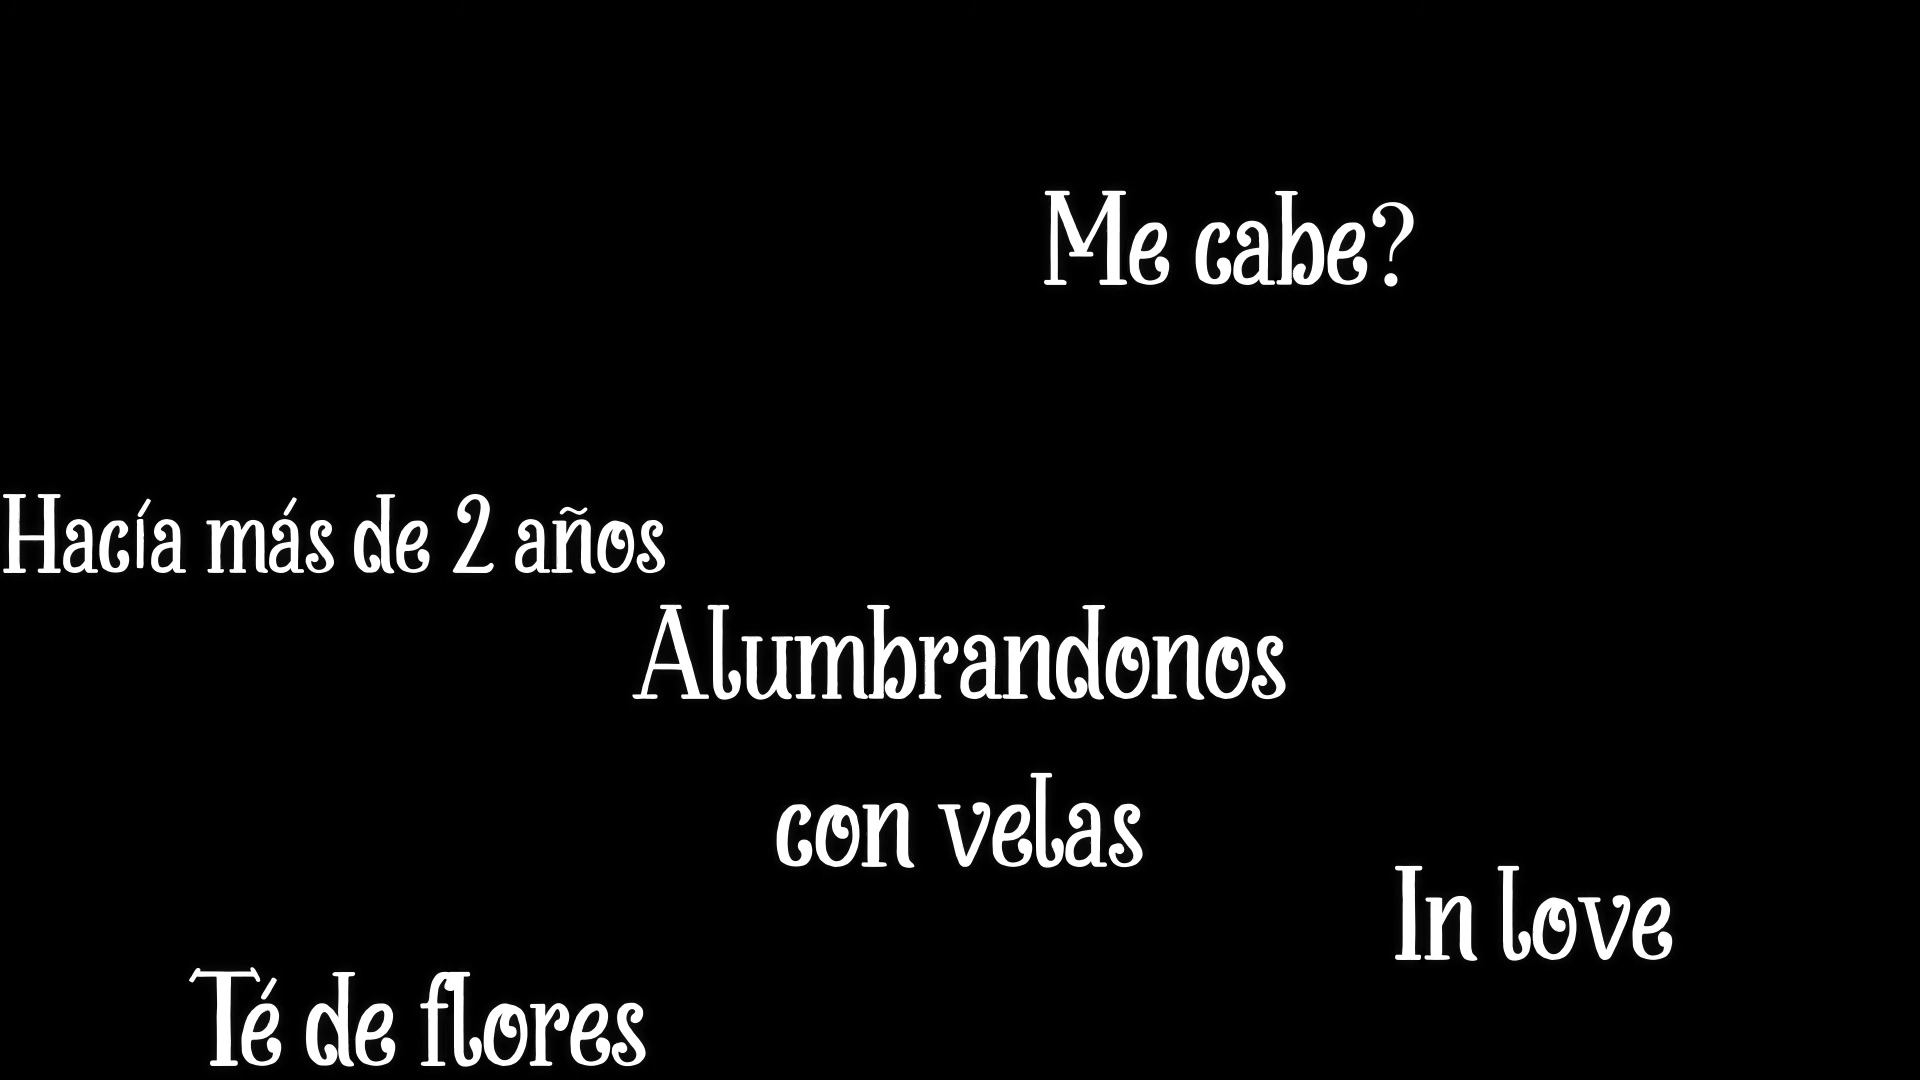 Me cabe?
Hacía más de 2 años
Alumbrandonos
con velas
In love
Té de flores